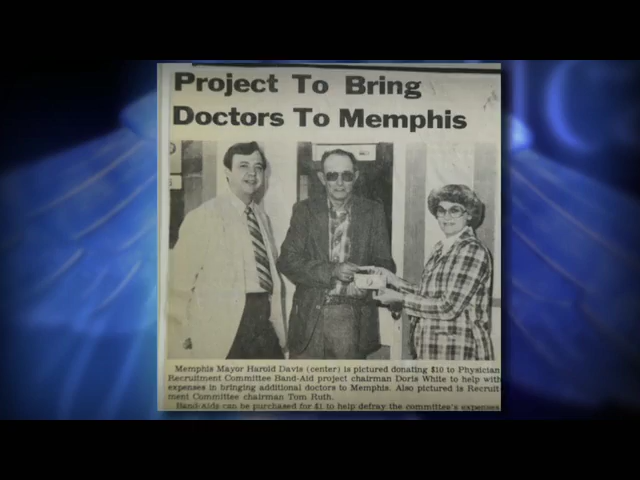 Project To Bring
Doctors To Memphis
Memphis Mayor Harold Davis (center) is pictured donating $10 to Physician
Recruitment Committee Band-Aid project chairman Doris White to help with
expenses in bringing additional doctors to Memphis. Also pictured is Recruit-
ment Committee chairman Tom Ruth.
Band-Aids can be purchased for $1 to help defray the committee's expenses